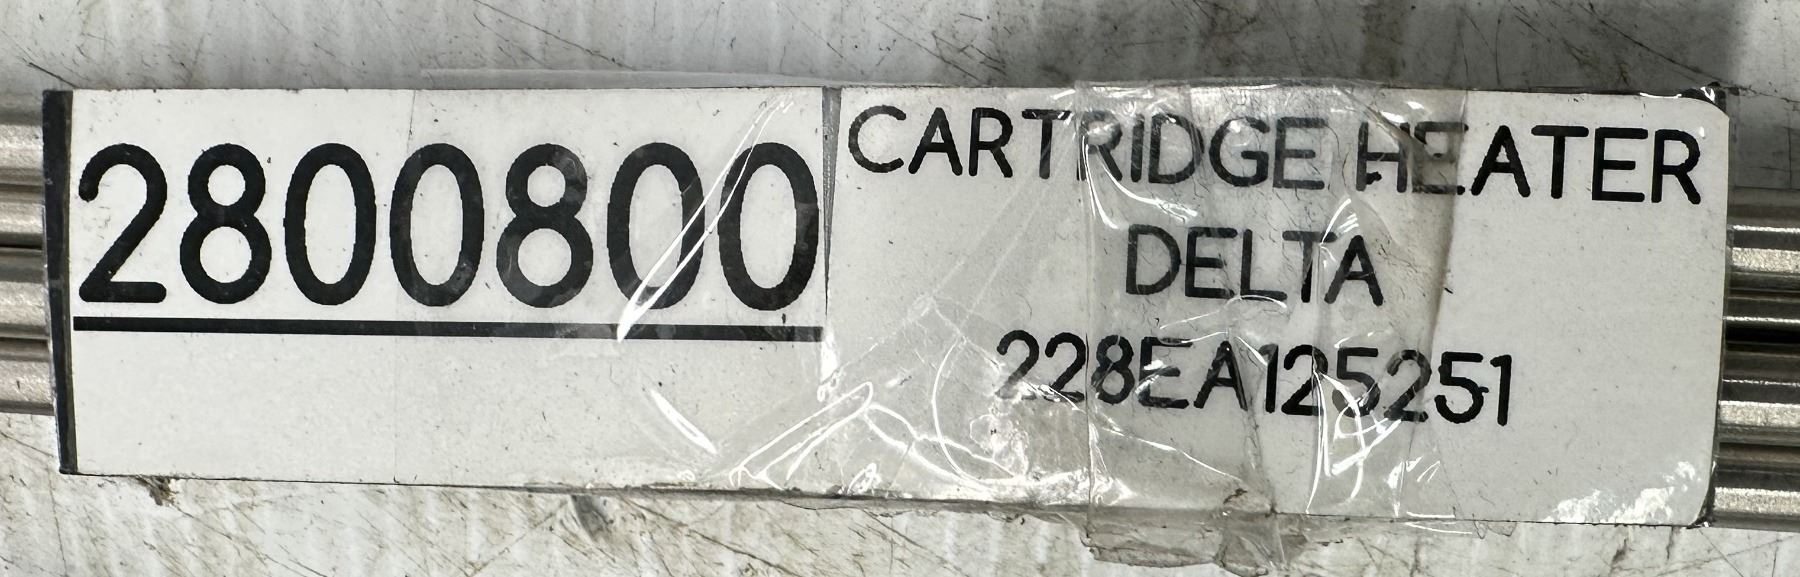 2800800
CARTRIDGE HEATER
DELTA
228EA125251